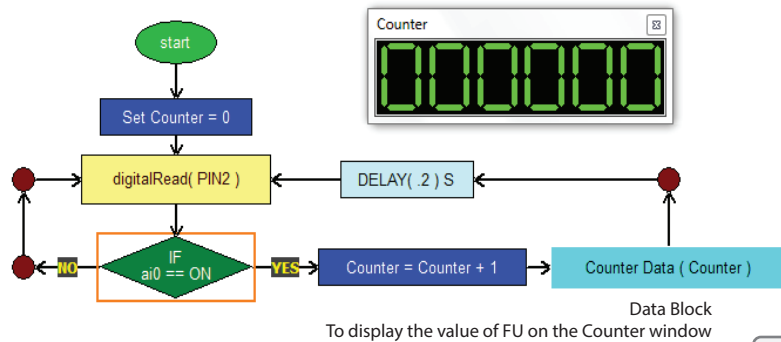 start
Counter
000000
Set Counter = 0
digitalRead( PIN2 )
DELAY( .2 ) S
IF
ai0 == ON
NO
YES
Counter = Counter + 1
Counter Data ( Counter )
Data Block
To display the value of FU on the Counter window